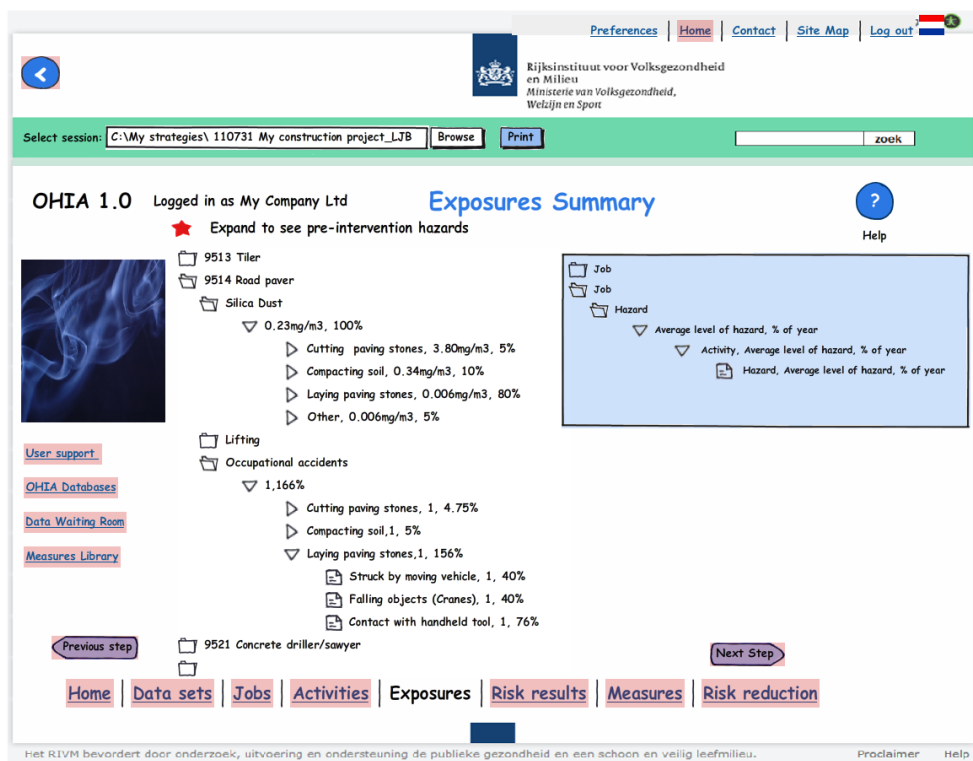 Preferences | Home | Contact | Site Map | Log out
Rijksinstituut voor Volksgezondheid
en Milieu
Ministerie van Volksgezondheid,
Welzijn en Sport
Select session: C:\My strategies\ 110731 My construction project_LJB Browse Print zoek
OHIA 1.0 Logged in as My Company Ltd Exposures Summary ?
Help
Expand to see pre-intervention hazards
9513 Tiler
9514 Road paver
Silica Dust
0.23mg/m3, 100%
Cutting paving stones, 3.80mg/m3, 5%
Compacting soil, 0.34mg/m3, 10%
Laying paving stones, 0.006mg/m3, 80%
Other, 0.006mg/m3, 5%
Lifting
Occupational accidents
1,166%
Cutting paving stones, 1, 4.75%
Compacting soil,1, 5%
Laying paving stones,1, 156%
Struck by moving vehicle, 1, 40%
Falling objects (Cranes), 1, 40%
Contact with handheld tool, 1, 76%
9521 Concrete driller/sawyer
Job
Job
Hazard
Average level of hazard, % of year
Activity, Average level of hazard, % of year
Hazard, Average level of hazard, % of year
User support
OHIA Databases
Data Waiting Room
Measures Library
Previous step
Next Step
Home | Data sets | Jobs | Activities | Exposures | Risk results | Measures | Risk reduction
Het RIVM bevordert door onderzoek, uitvoering en ondersteuning de publieke gezondheid en een schoon en veilig leefmilieu. Proclaimer Help